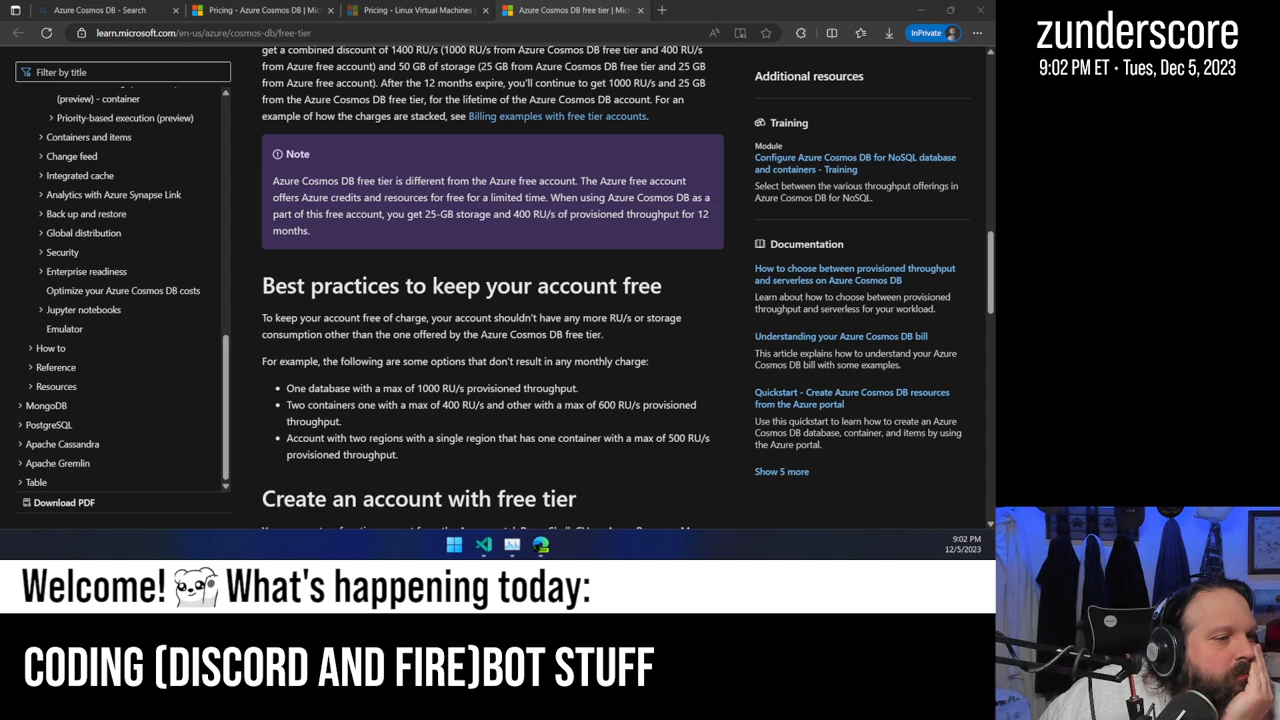 Azure Cosmos DB - Search
Pricing - Azure Cosmos DB | Mic
Pricing - Linux Virtual Machines |
Azure Cosmos DB free tier | Micr
learn.microsoft.com/en-us/azure/cosmos-db/free-tier
InPrivate
Filter by title
(preview) - container
Priority-based execution (preview)
Containers and items
Change feed
Integrated cache
Analytics with Azure Synapse Link
Back up and restore
Global distribution
Security
Enterprise readiness
Optimize your Azure Cosmos DB costs
Jupyter notebooks
Emulator
How to
Reference
Resources
MongoDB
PostgreSQL
Apache Cassandra
Apache Gremlin
Table
Download PDF
get a combined discount of 1400 RU/s (1000 RU/s from Azure Cosmos DB free tier and 400 RU/s
from Azure free account) and 50 GB of storage (25 GB from Azure Cosmos DB free tier and 25 GB
from Azure free account). After the 12 months expire, you'll continue to get 1000 RU/s and 25 GB
from the Azure Cosmos DB free tier, for the lifetime of the Azure Cosmos DB account. For an
example of how the charges are stacked, see Billing examples with free tier accounts.
Note
Azure Cosmos DB free tier is different from the Azure free account. The Azure free account
offers Azure credits and resources for free for a limited time. When using Azure Cosmos DB as a
part of this free account, you get 25-GB storage and 400 RU/s of provisioned throughput for 12
months.
Best practices to keep your account free
To keep your account free of charge, your account shouldn't have any more RU/s or storage
consumption other than the one offered by the Azure Cosmos DB free tier.
For example, the following are some options that don't result in any monthly charge:
• One database with a max of 1000 RU/s provisioned throughput.
• Two containers one with a max of 400 RU/s and other with a max of 600 RU/s provisioned
throughput.
• Account with two regions with a single region that has one container with a max of 500 RU/s
provisioned throughput.
Create an account with free tier
Additional resources
Training
Module
Configure Azure Cosmos DB for NoSQL database
and containers - Training
Select between the various throughput offerings in
Azure Cosmos DB for NoSQL.
Documentation
How to choose between provisioned throughput
and serverless on Azure Cosmos DB
Learn about how to choose between provisioned
throughput and serverless for your workload.
Understanding your Azure Cosmos DB bill
This article explains how to understand your Azure
Cosmos DB bill with some examples.
Quickstart - Create Azure Cosmos DB resources
from the Azure portal
Use this quickstart to learn how to create an Azure
Cosmos DB database, container, and items by using
the Azure portal.
Show 5 more
9:02 PM
12/5/2023
zunderscore
9:02 PM ET • Tues, Dec 5, 2023
Welcome! What's happening today:
CODING (DISCORD AND FIRE)BOT STUFF